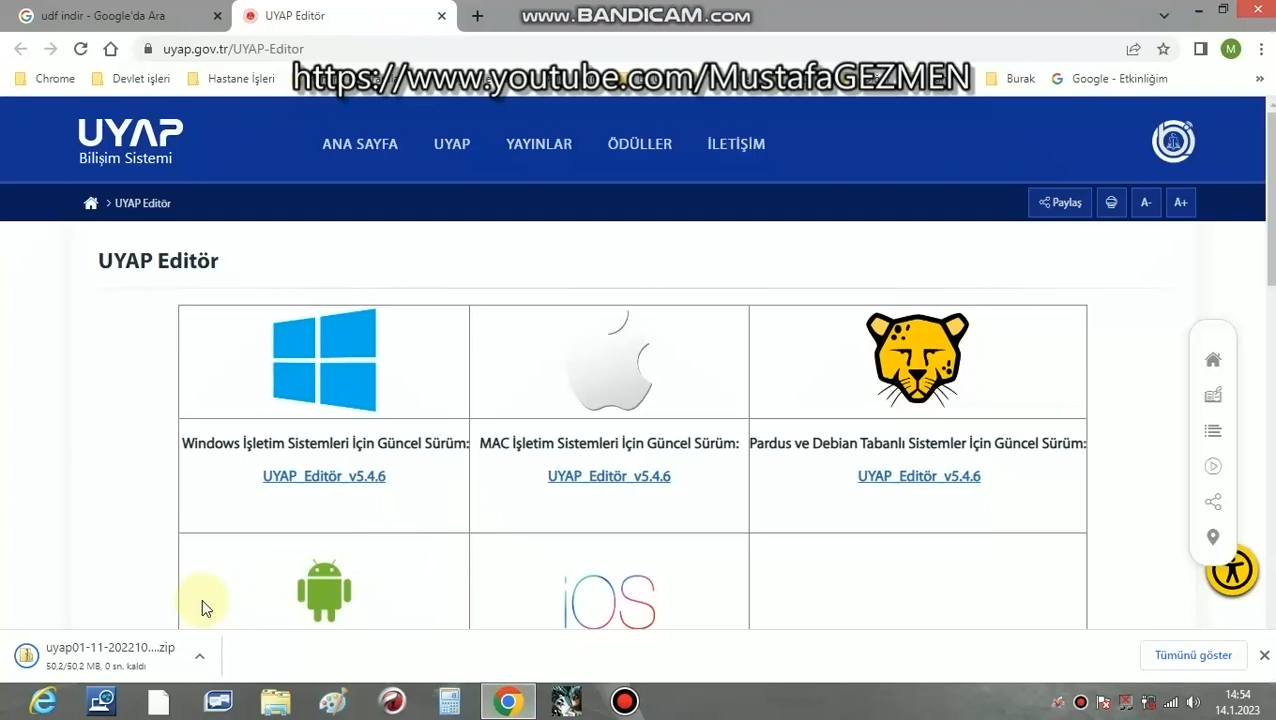 udf indir - Google'da Ara
UYAP Editör
www.BANDICAM.com
uyap.gov.tr/UYAP-Editor
M
Chrome
Devlet işleri
Hastane İşleri
https://www.youtube.com/MustafaGEZMEN
Burak
Google - Etkinliğim
UYAP
Bilişim Sistemi
ANA SAYFA
UYAP
YAYINLAR
ÖDÜLLER
İLETİŞİM
> UYAP Editör
Paylaş
A-
A+
UYAP Editör
Windows İşletim Sistemleri İçin Güncel Sürüm:
UYAP_Editör_v5.4.6
MAC İşletim Sistemleri İçin Güncel Sürüm:
UYAP_Editör_v5.4.6
Pardus ve Debian Tabanlı Sistemler İçin Güncel Sürüm:
UYAP_Editör_v5.4.6
iOS
uyap01-11-202210....zip
50,2/50,2 MB, 0 sn. kaldı
Tümünü göster
14:54
14.1.2023